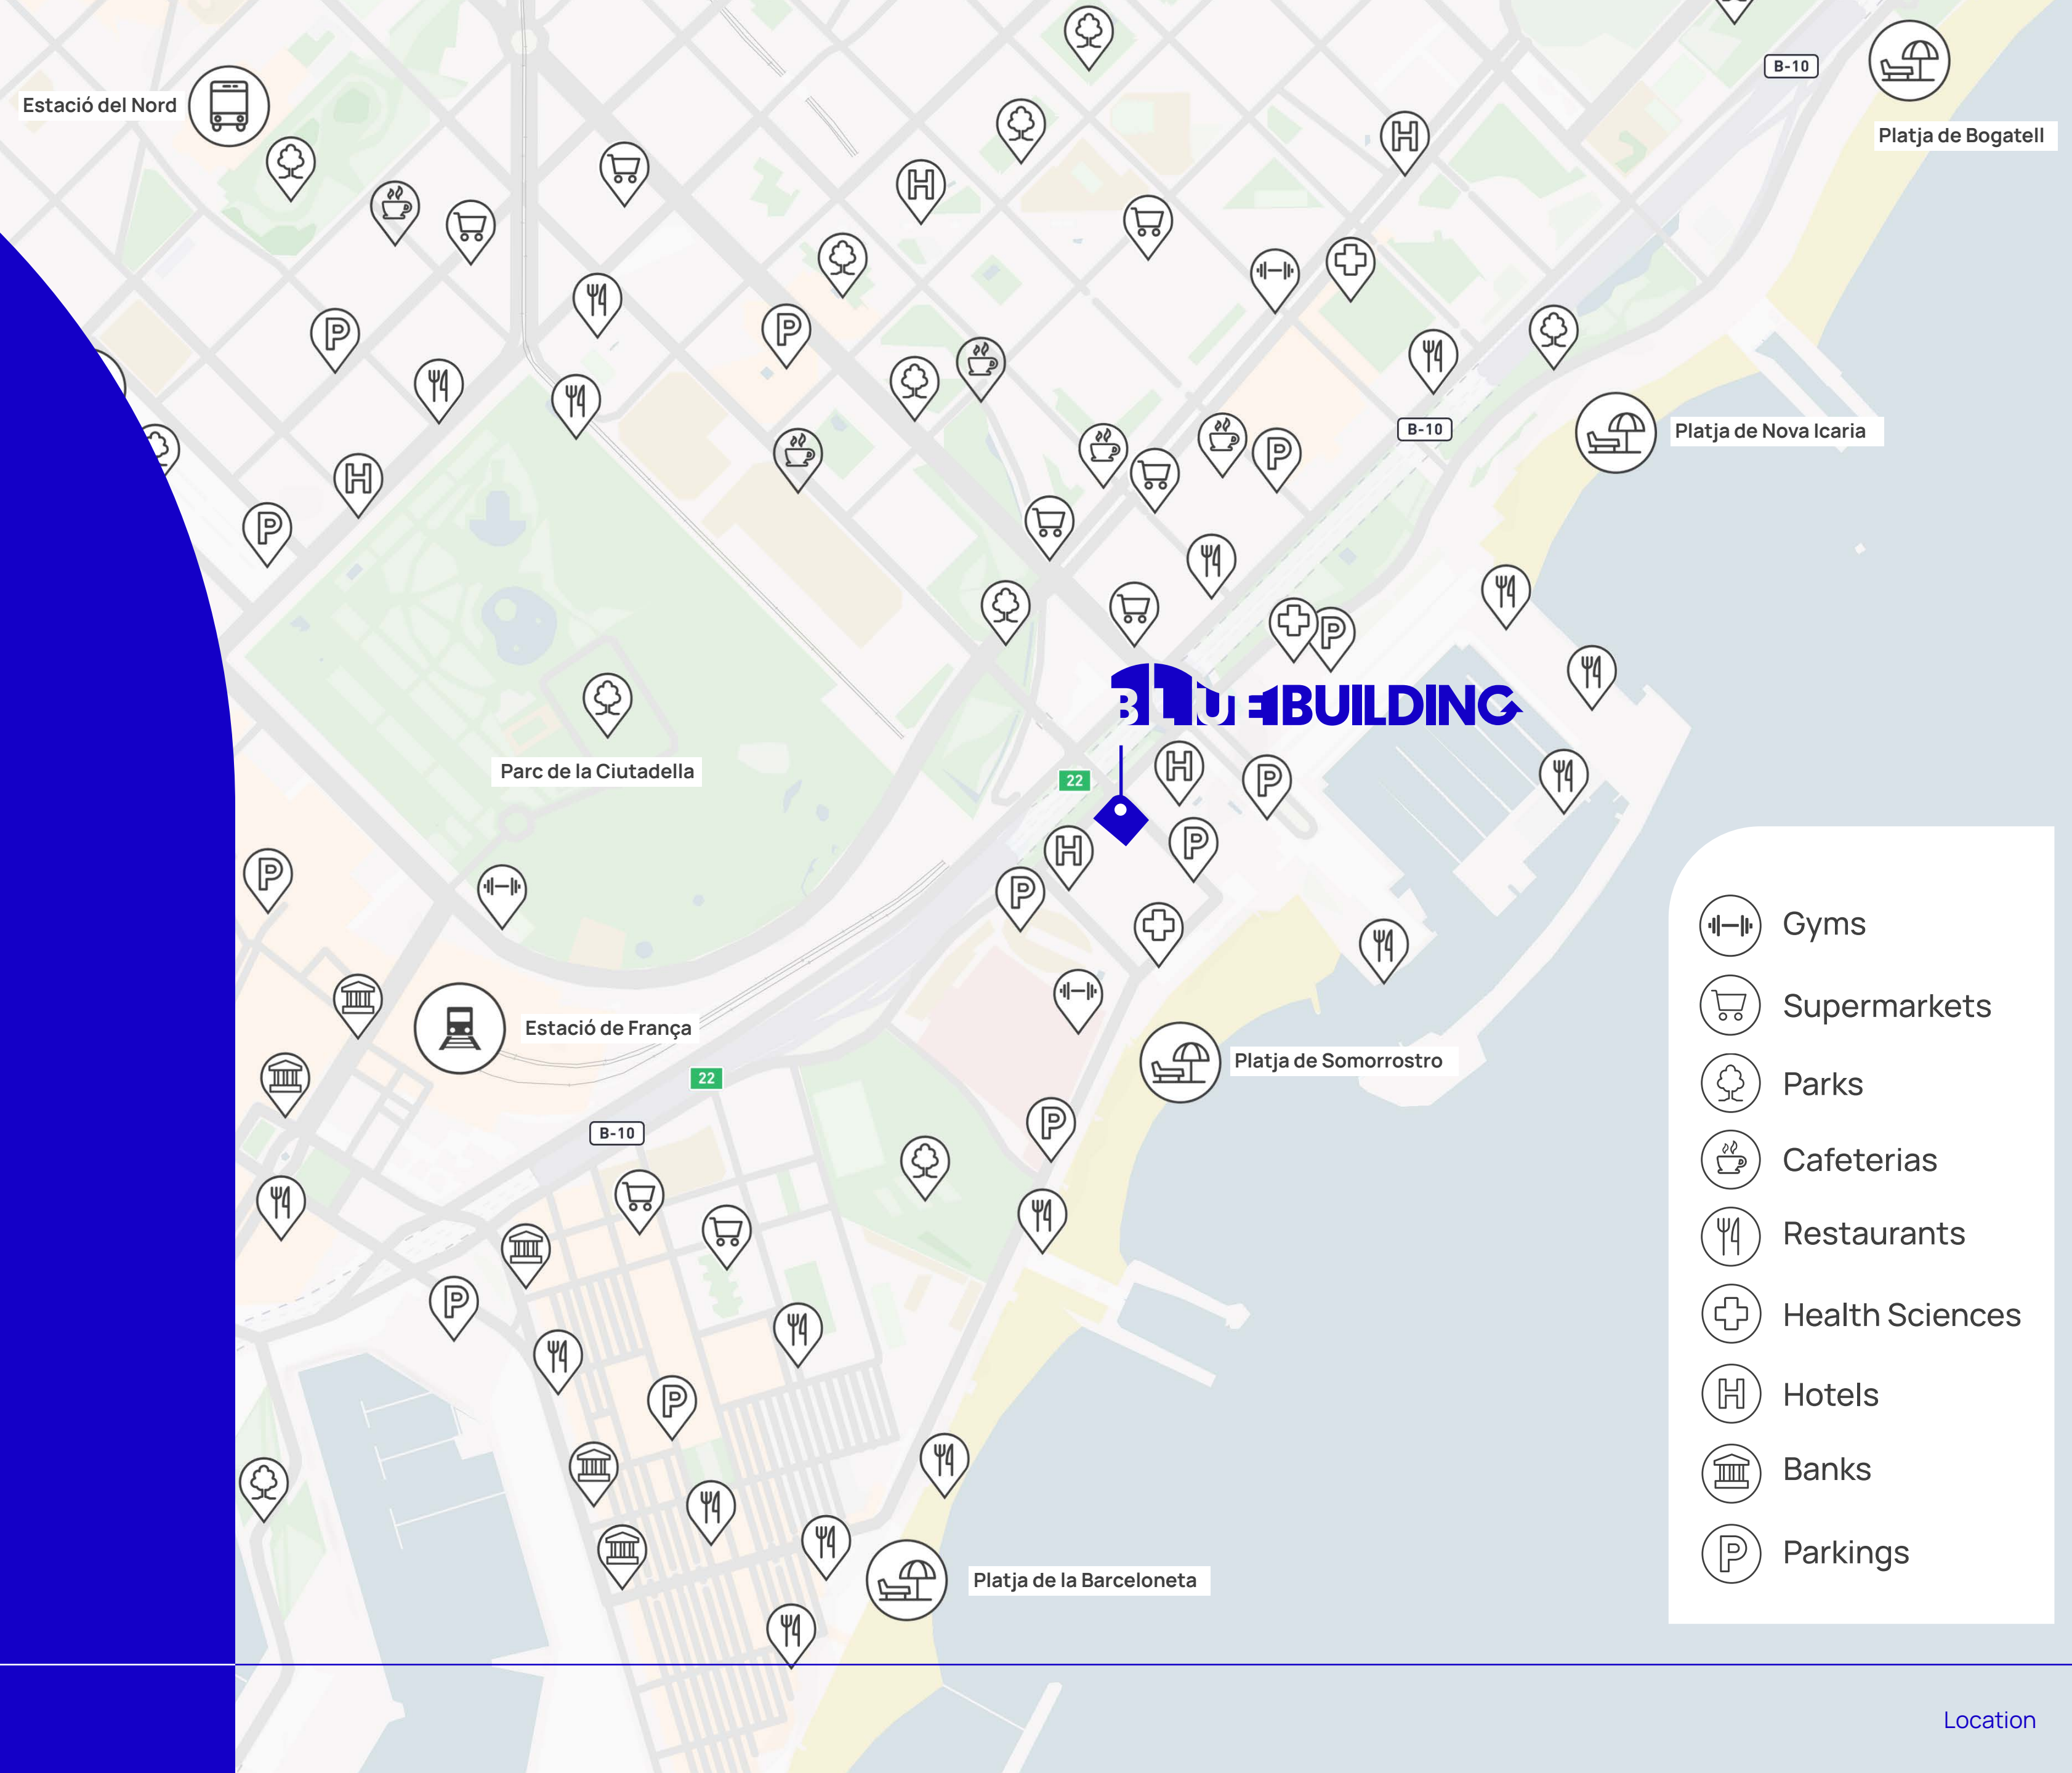 B-10
Estació del Nord
Platja de Bogatell
Platja de Nova Icaria
B-10
BLUE BUILDING
Parc de la Ciutadella
22
Estació de França
Platja de Somorrostro
22
B-10
Platja de la Barceloneta
Gyms
Supermarkets
Parks
Cafeterias
Restaurants
Health Sciences
Hotels
Banks
Parkings
Location